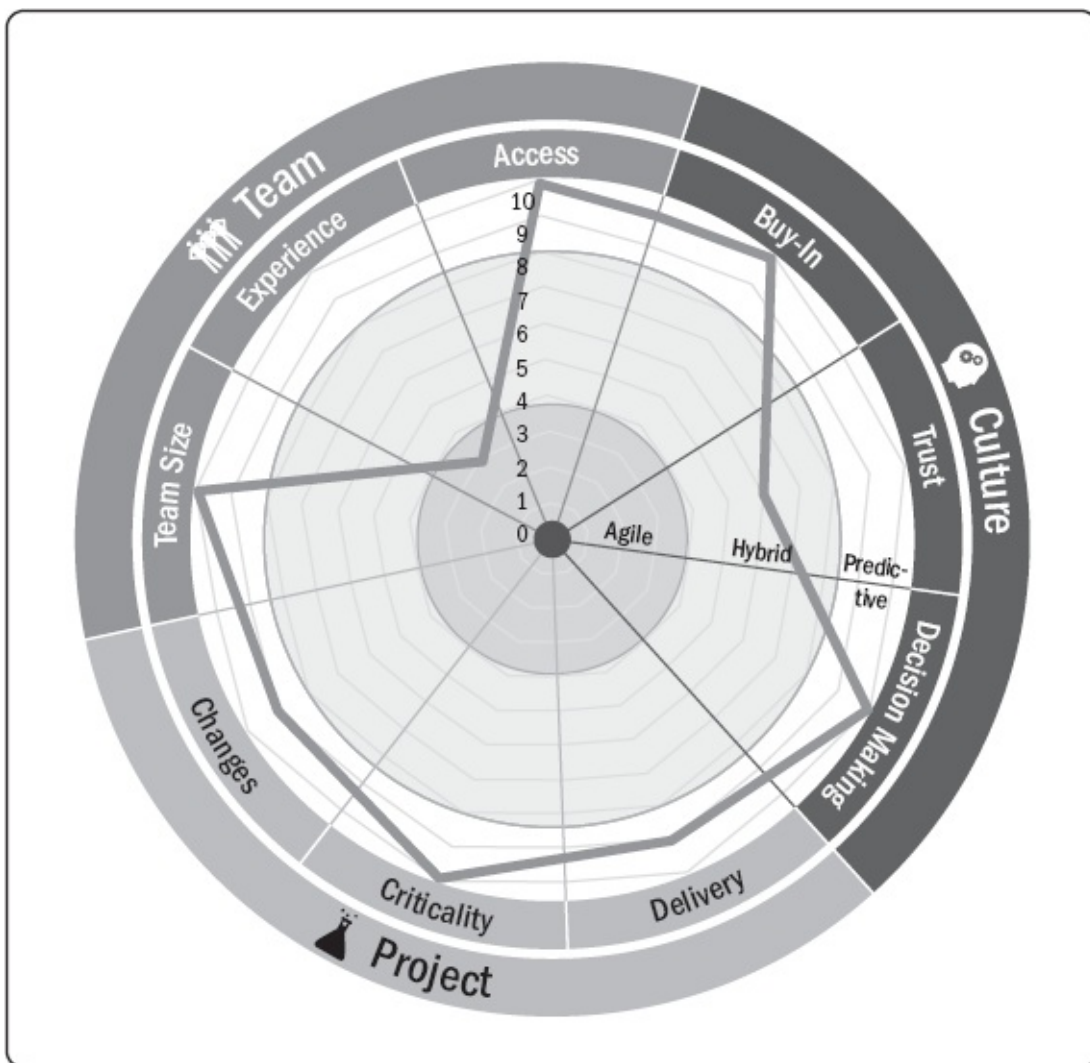 Team
Culture
Project
Access
Buy-In
Trust
Decision Making
Delivery
Criticality
Changes
Team Size
Experience
10
9
8
7
6
5
4
3
2
1
0
Agile
Hybrid
Predic-
tive